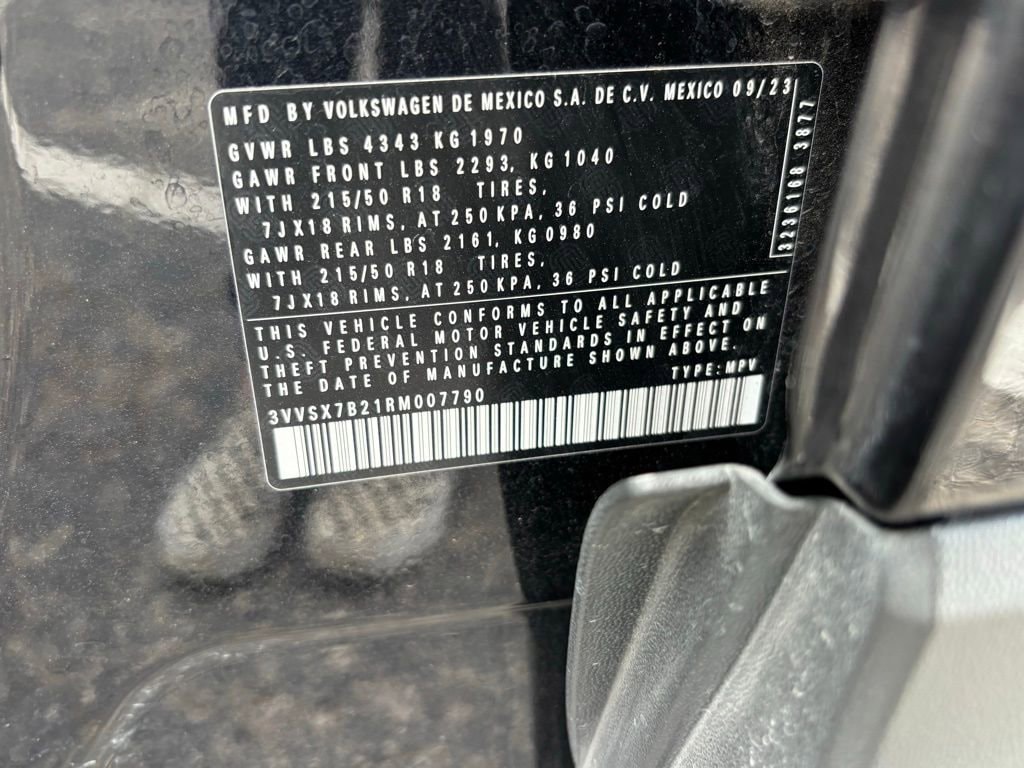 MFD BY VOLKSWAGEN DE MEXICO S.A. DE C.V. MEXICO 09/23
GVWR LBS 4343 KG 1970
GAWR FRONT LBS 2293, KG 1040
WITH 215/50 R18 TIRES,
7JX18 RIMS, AT 250 KPA, 36 PSI COLD
GAWR REAR LBS 2161, KG 0980
WITH 215/50 R18 TIRES,
7JX18 RIMS, AT 250 KPA, 36 PSI COLD
3230168 3877
THIS VEHICLE CONFORMS TO ALL APPLICABLE
U.S. FEDERAL MOTOR VEHICLE SAFETY AND
THEFT PREVENTION STANDARDS IN EFFECT ON
THE DATE OF MANUFACTURE SHOWN ABOVE.
TYPE: MPV
3VVSX7B21RM007790